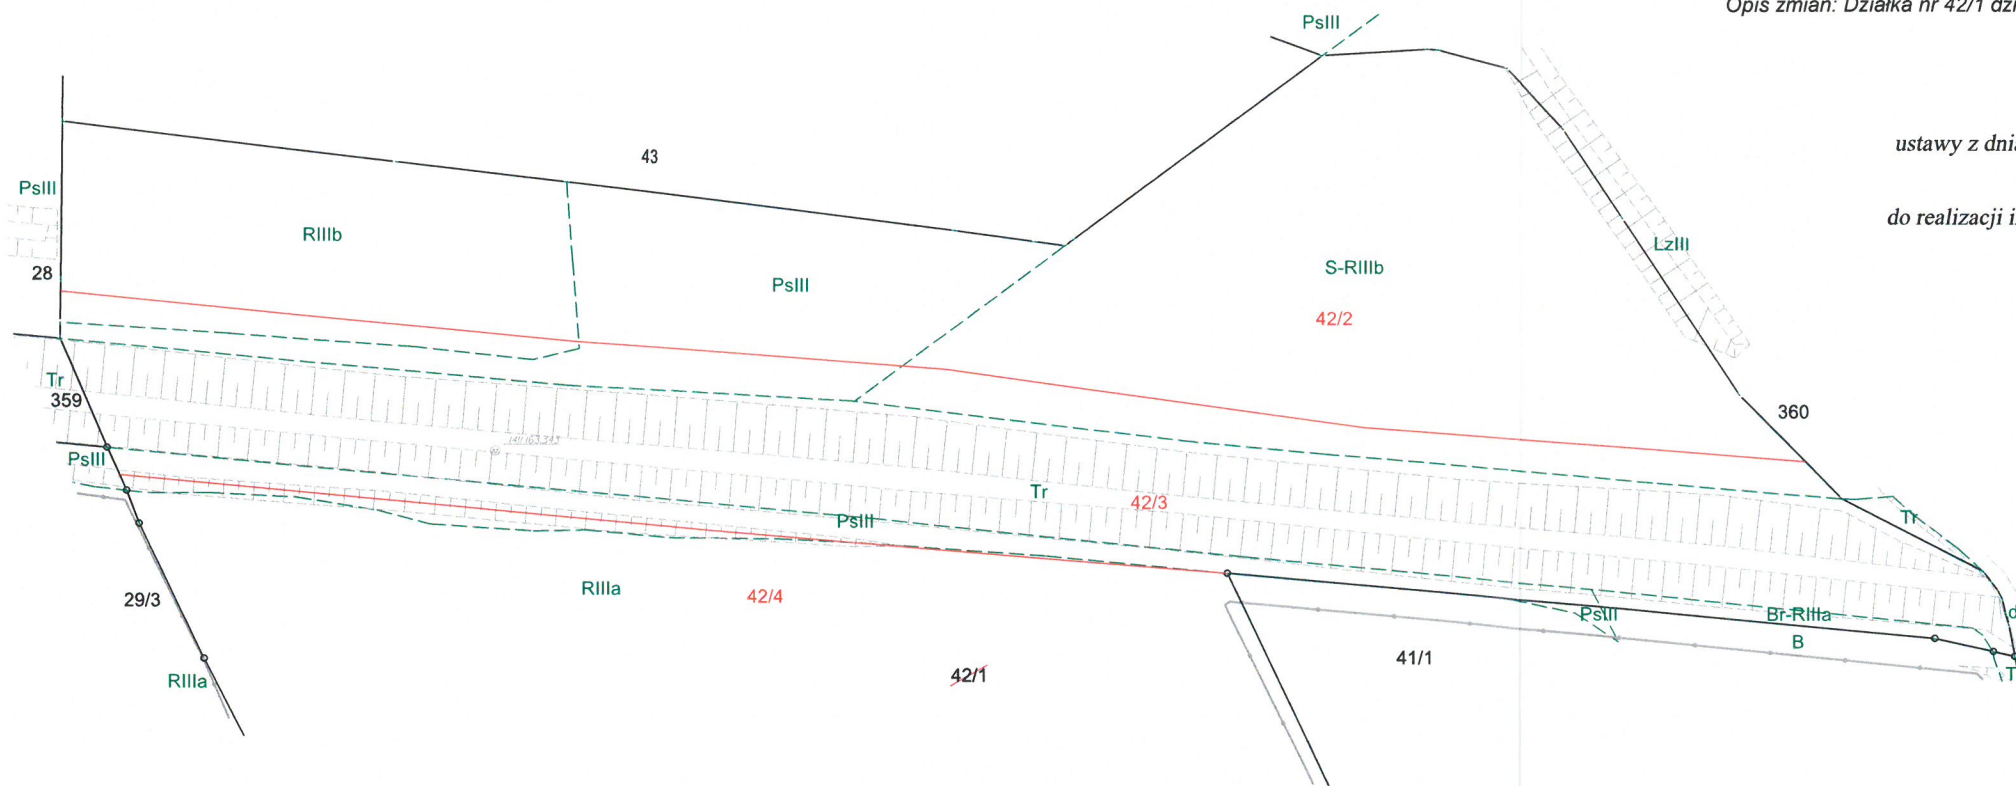 Opis zmian: Działka nr 42/1
PsIII
ustawy z dnia
43
PsIII
do realizacji
RIIIb
LzIII
28
PsIII
S-RIIIb
42/2
Tr
359
360
PsIII
Tr
42/3
PsIII
Tr
RIIIa
42/4
29/3
PsIII
Br-RIIIa
B
41/1
42/1
RIIIa